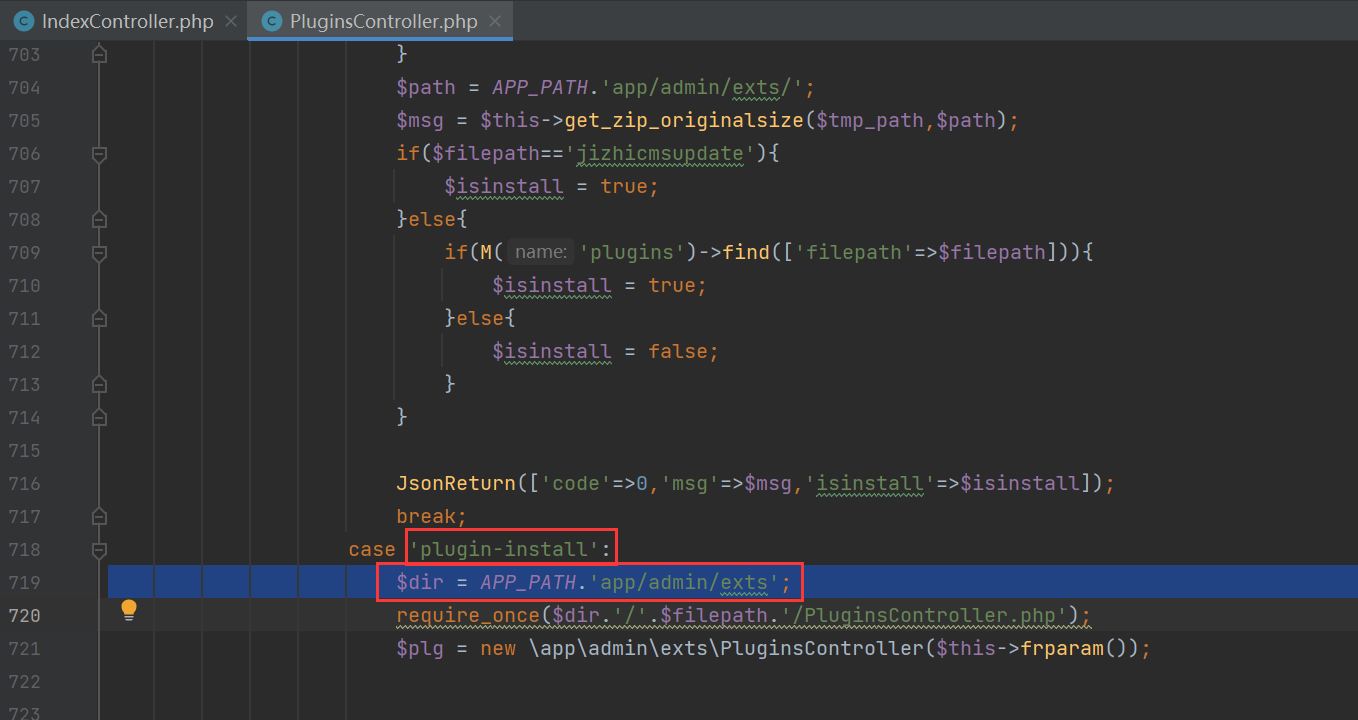 IndexController.php PluginsController.php
703 }
704 $path = APP_PATH.'app/admin/exts/';
705 $msg = $this->get_zip_originalsize($tmp_path,$path);
706 if($filepath=='jizhicmsupdate'){
707 $isinstall = true;
708 }else{
709 if(M( name: 'plugins')->find(['filepath'=>$filepath])){
710 $isinstall = true;
711 }else{
712 $isinstall = false;
713 }
714 }
715
716 JsonReturn(['code'=>0,'msg'=>$msg,'isinstall'=>$isinstall]);
717 break;
718 case 'plugin-install':
719 $dir = APP_PATH.'app/admin/exts';
720 require_once($dir.'/'.$filepath.'/PluginsController.php');
721 $plg = new \app\admin\exts\PluginsController($this->frparam());
722
723